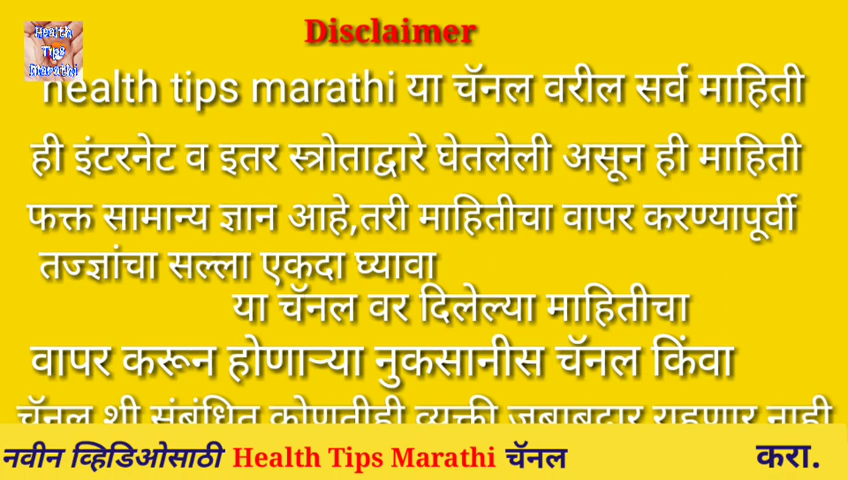 Disclaimer
Health
Tips
Marathi
health tips marathi या चॅनल वरील सर्व माहिती
ही इंटरनेट व इतर स्त्रोताद्वारे घेतलेली असून ही माहिती
फक्त सामान्य ज्ञान आहे,तरी माहितीचा वापर करण्यापूर्वी
तज्ज्ञांचा सल्ला एकदा घ्यावा
या चॅनल वर दिलेल्या माहितीचा
वापर करून होणाऱ्या नुकसानीस चॅनल किंवा
चॅनल शी संबंधित कोणतीही व्यक्ती जबाबदार राहणार नाही
नवीन व्हिडिओसाठी Health Tips Marathi चॅनल करा.